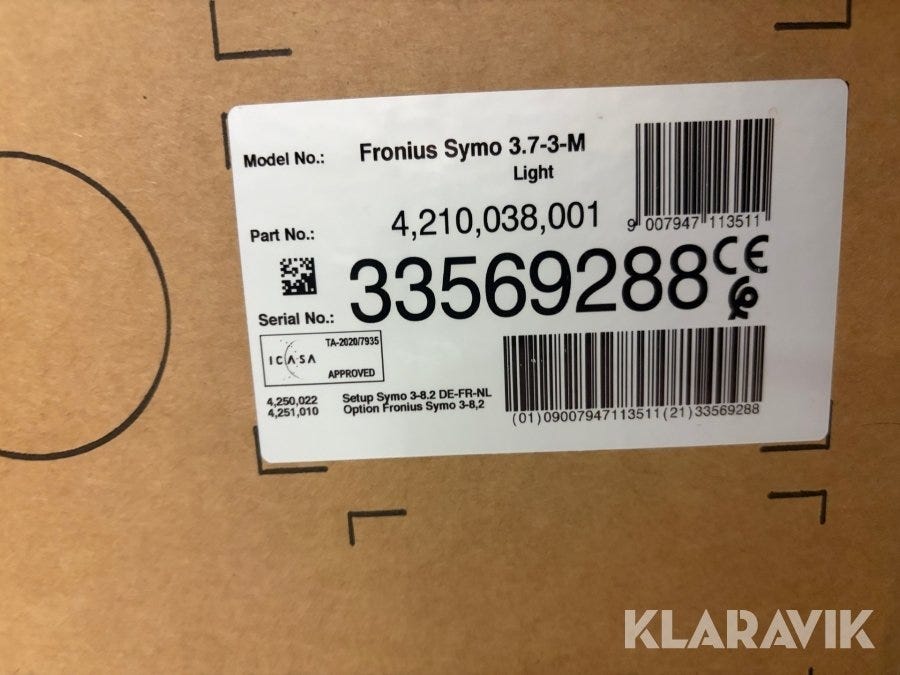 Model No.: Fronius Symo 3.7-3-M
Light
9 007947 113511
Part No.: 4,210,038,001
Serial No.: 33569288
CE
ICASA TA-2020/7935
APPROVED
4,250,022 Setup Symo 3-8.2 DE-FR-NL
4,251,010 Option Fronius Symo 3-8,2
(01)09007947113511(21)33569288
KLARAVIK